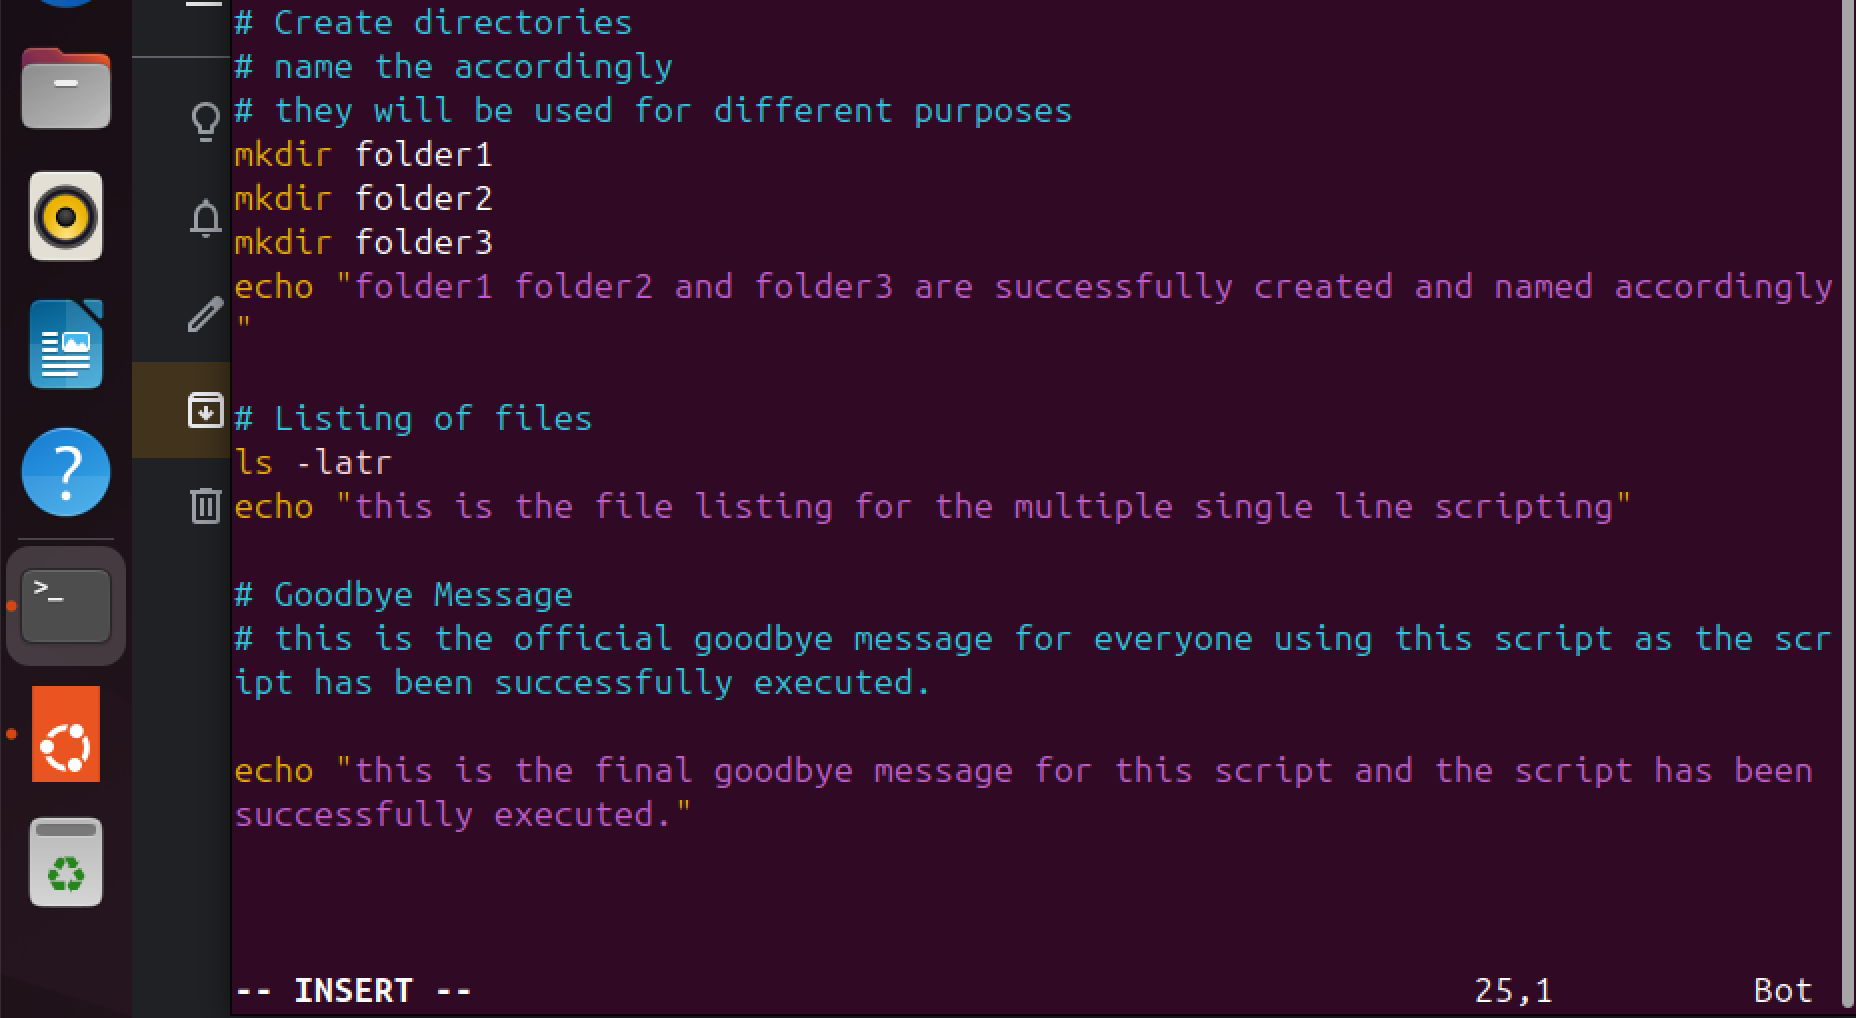 # Create directories
# name the accordingly
# they will be used for different purposes
mkdir folder1
mkdir folder2
mkdir folder3
echo "folder1 folder2 and folder3 are successfully created and named accordingly
"
# Listing of files
ls -latr
echo "this is the file listing for the multiple single line scripting"
# Goodbye Message
# this is the official goodbye message for everyone using this script as the scr
ipt has been successfully executed.
echo "this is the final goodbye message for this script and the script has been
successfully executed."
-- INSERT -- 25,1 Bot